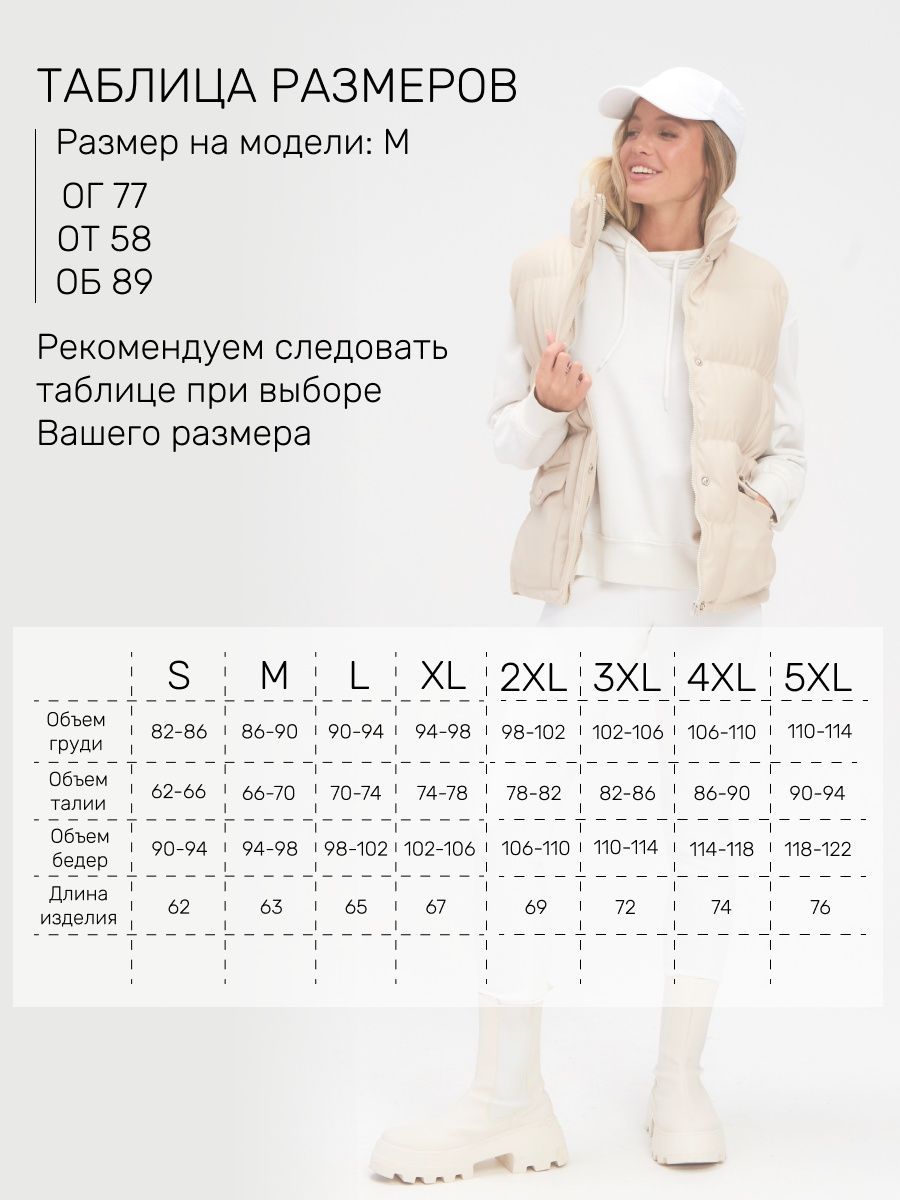 ТАБЛИЦА РАЗМЕРОВ
Размер на модели: М
ОГ 77
ОТ 58
ОБ 89
Рекомендуем следовать
таблице при выборе
Вашего размера
S M L XL 2XL 3XL 4XL 5XL
Объем
груди
82-86 86-90 90-94 94-98 98-102 102-106 106-110 110-114
Объем
талии
62-66 66-70 70-74 74-78 78-82 82-86 86-90 90-94
Объем
бедер
90-94 94-98 98-102 102-106 106-110 110-114 114-118 118-122
Длина
изделия
62 63 65 67 69 72 74 76